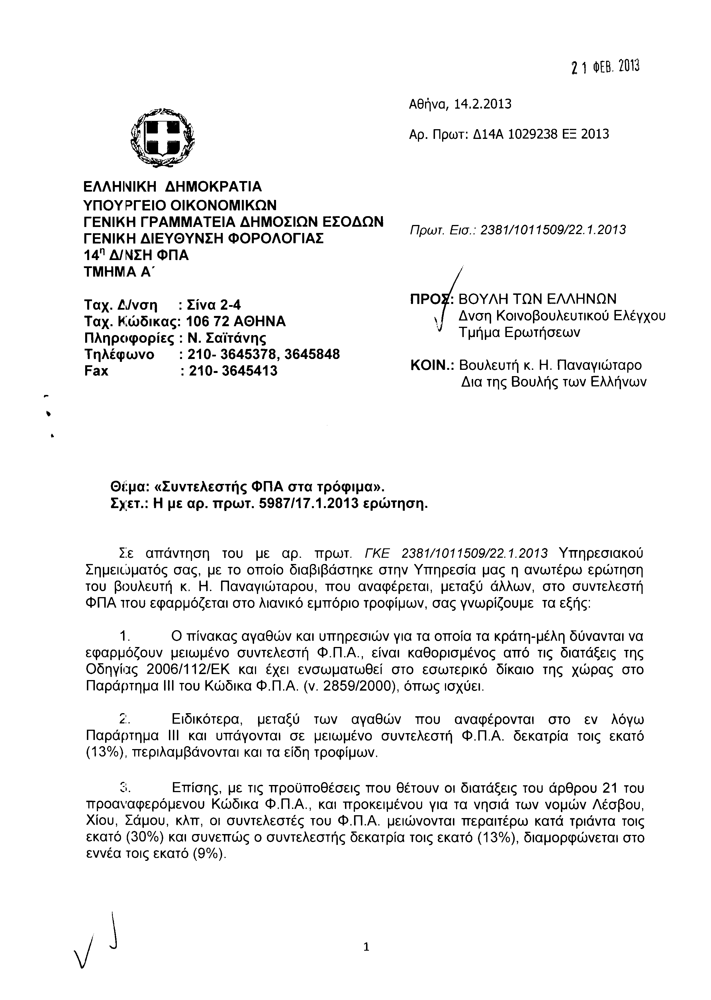 21 ΦΕΒ. 2013
Αθήνα, 14.2.2013
Αρ. Πρωτ: Δ14Α 1029238 ΕΞ 2013
ΕΛΛΗΝΙΚΗ ΔΗΜΟΚΡΑΤΙΑ
ΥΠΟΥΡΓΕΙΟ ΟΙΚΟΝΟΜΙΚΩΝ
ΓΕΝΙΚΗ ΓΡΑΜΜΑΤΕΙΑ ΔΗΜΟΣΙΩΝ ΕΣΟΔΩΝ
ΓΕΝΙΚΗ ΔΙΕΥΘΥΝΣΗ ΦΟΡΟΛΟΓΙΑΣ
14η Δ/ΝΣΗ ΦΠΑ
ΤΜΗΜΑ Α΄
Πρωτ. Εισ.: 2381/1011509/22.1.2013
Ταχ. Δ/νση : Σίνα 2-4
Ταχ. Κώδικας: 106 72 ΑΘΗΝΑ
Πληροφορίες : Ν. Σαϊτάνης
Τηλέφωνο : 210- 3645378, 3645848
Fax : 210- 3645413
ΠΡΟΣ: ΒΟΥΛΗ ΤΩΝ ΕΛΛΗΝΩΝ
Δνση Κοινοβουλευτικού Ελέγχου
Τμήμα Ερωτήσεων
ΚΟΙΝ.: Βουλευτή κ. Η. Παναγιώταρο
Δια της Βουλής των Ελλήνων
Θέμα: «Συντελεστής ΦΠΑ στα τρόφιμα».
Σχετ.: Η με αρ. πρωτ. 5987/17.1.2013 ερώτηση.
Σε απάντηση του με αρ. πρωτ. ΓΚΕ 2381/1011509/22.1.2013 Υπηρεσιακού
Σημειώματός σας, με το οποίο διαβιβάστηκε στην Υπηρεσία μας η ανωτέρω ερώτηση
του βουλευτή κ. Η. Παναγιώταρου, που αναφέρεται, μεταξύ άλλων, στο συντελεστή
ΦΠΑ που εφαρμόζεται στο λιανικό εμπόριο τροφίμων, σας γνωρίζουμε τα εξής:
1. Ο πίνακας αγαθών και υπηρεσιών για τα οποία τα κράτη-μέλη δύνανται να
εφαρμόζουν μειωμένο συντελεστή Φ.Π.Α., είναι καθορισμένος από τις διατάξεις της
Οδηγίας 2006/112/ΕΚ και έχει ενσωματωθεί στο εσωτερικό δίκαιο της χώρας στο
Παράρτημα ΙΙΙ του Κώδικα Φ.Π.Α. (ν. 2859/2000), όπως ισχύει.
2. Ειδικότερα, μεταξύ των αγαθών που αναφέρονται στο εν λόγω
Παράρτημα ΙΙΙ και υπάγονται σε μειωμένο συντελεστή Φ.Π.Α. δεκατρία τοις εκατό
(13%), περιλαμβάνονται και τα είδη τροφίμων.
3. Επίσης, με τις προϋποθέσεις που θέτουν οι διατάξεις του άρθρου 21 του
προαναφερόμενου Κώδικα Φ.Π.Α., και προκειμένου για τα νησιά των νομών Λέσβου,
Χίου, Σάμου, κλπ, οι συντελεστές του Φ.Π.Α. μειώνονται περαιτέρω κατά τριάντα τοις
εκατό (30%) και συνεπώς ο συντελεστής δεκατρία τοις εκατό (13%), διαμορφώνεται στο
εννέα τοις εκατό (9%).
1